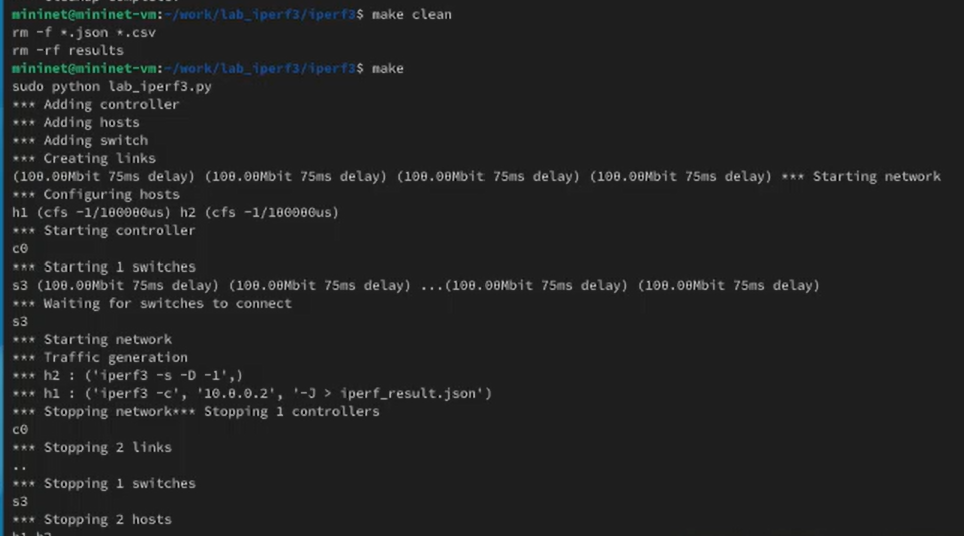 mininet@mininet-vm:~/work/lab_iperf3/iperf3$ make clean
rm -f *.json *.csv
rm -rf results
mininet@mininet-vm:~/work/lab_iperf3/iperf3$ make
sudo python lab_iperf3.py
*** Adding controller
*** Adding hosts
*** Adding switch
*** Creating links
(100.00Mbit 75ms delay) (100.00Mbit 75ms delay) (100.00Mbit 75ms delay) (100.00Mbit 75ms delay) *** Starting network
*** Configuring hosts
h1 (cfs -1/100000us) h2 (cfs -1/100000us)
*** Starting controller
c0
*** Starting 1 switches
s3 (100.00Mbit 75ms delay) (100.00Mbit 75ms delay) ...(100.00Mbit 75ms delay) (100.00Mbit 75ms delay)
*** Waiting for switches to connect
s3
*** Starting network
*** Traffic generation
*** h2 : ('iperf3 -s -D -1',)
*** h1 : ('iperf3 -c', '10.0.0.2', '-J > iperf_result.json')
*** Stopping network*** Stopping 1 controllers
c0
*** Stopping 2 links
..
*** Stopping 1 switches
s3
*** Stopping 2 hosts
h1 h2